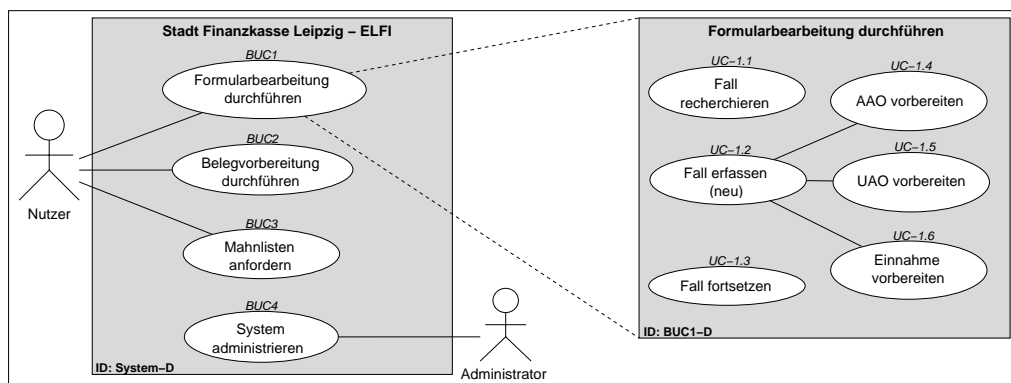 Stadt Finanzkasse Leipzig – ELFI
BUC1
Formularbearbeitung
durchführen
BUC2
Belegvorbereitung
durchführen
BUC3
Mahnlisten
anfordern
BUC4
System
administrieren
ID: System–D
Nutzer
Administrator
Formularbearbeitung durchführen
UC–1.1
Fall
recherchieren
UC–1.2
Fall erfassen
(neu)
UC–1.3
Fall fortsetzen
UC–1.4
AAO vorbereiten
UC–1.5
UAO vorbereiten
UC–1.6
Einnahme
vorbereiten
ID: BUC1–D